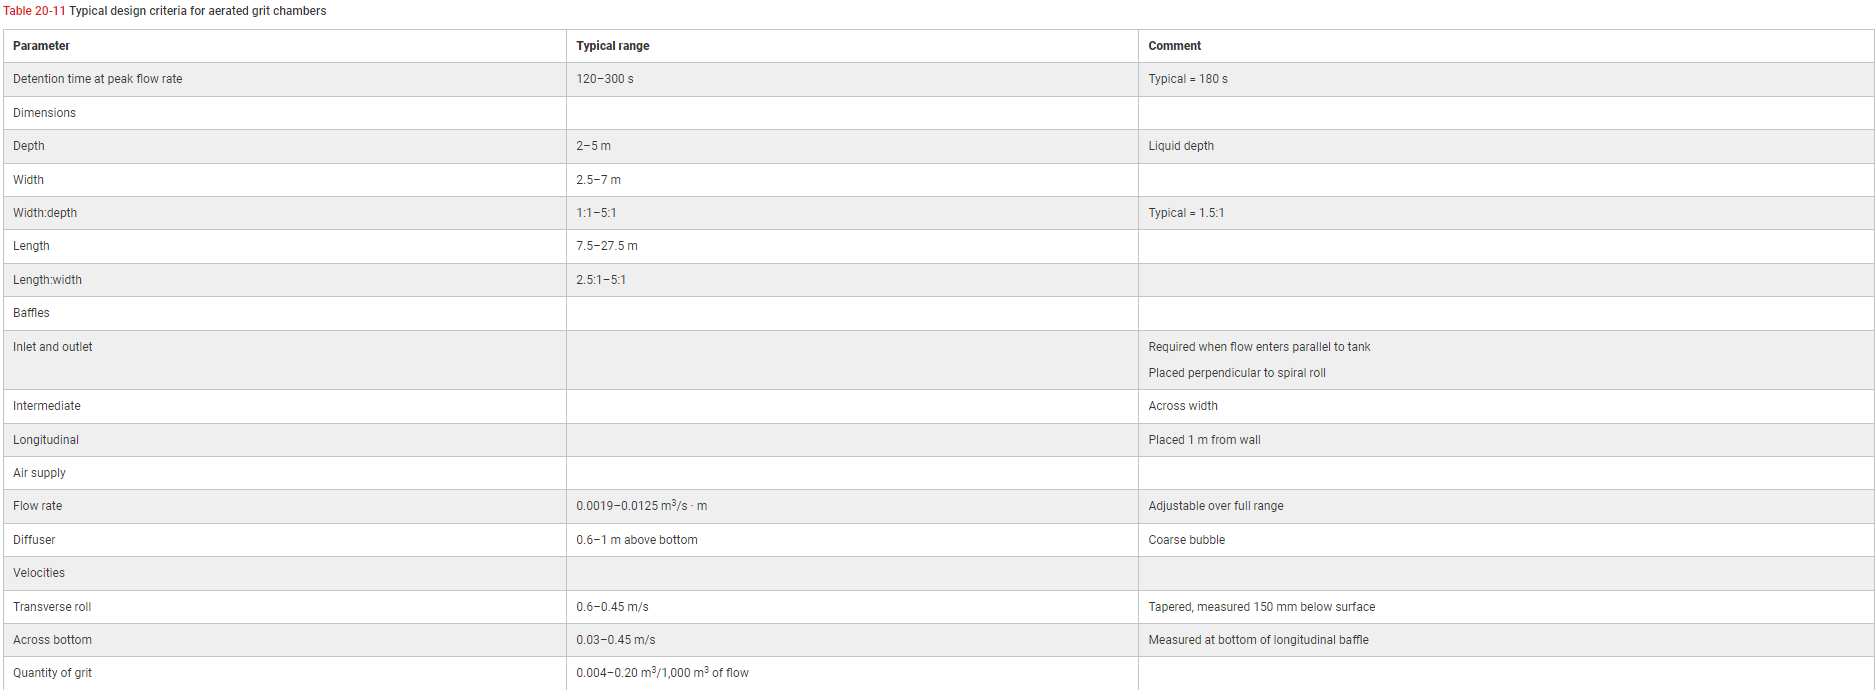 Table 20-11 Typical design criteria for aerated grit chambers
Parameter Typical range Comment
Detention time at peak flow rate 120–300 s Typical = 180 s
Dimensions
Depth 2–5 m Liquid depth
Width 2.5–7 m
Width:depth 1:1–5:1 Typical = 1.5:1
Length 7.5–27.5 m
Length:width 2.5:1–5:1
Baffles
Inlet and outlet Required when flow enters parallel to tank
Placed perpendicular to spiral roll
Intermediate Across width
Longitudinal Placed 1 m from wall
Air supply
Flow rate 0.0019–0.0125 m³/s · m Adjustable over full range
Diffuser 0.6–1 m above bottom Coarse bubble
Velocities
Transverse roll 0.6–0.45 m/s Tapered, measured 150 mm below surface
Across bottom 0.03–0.45 m/s Measured at bottom of longitudinal baffle
Quantity of grit 0.004–0.20 m³/1,000 m³ of flow